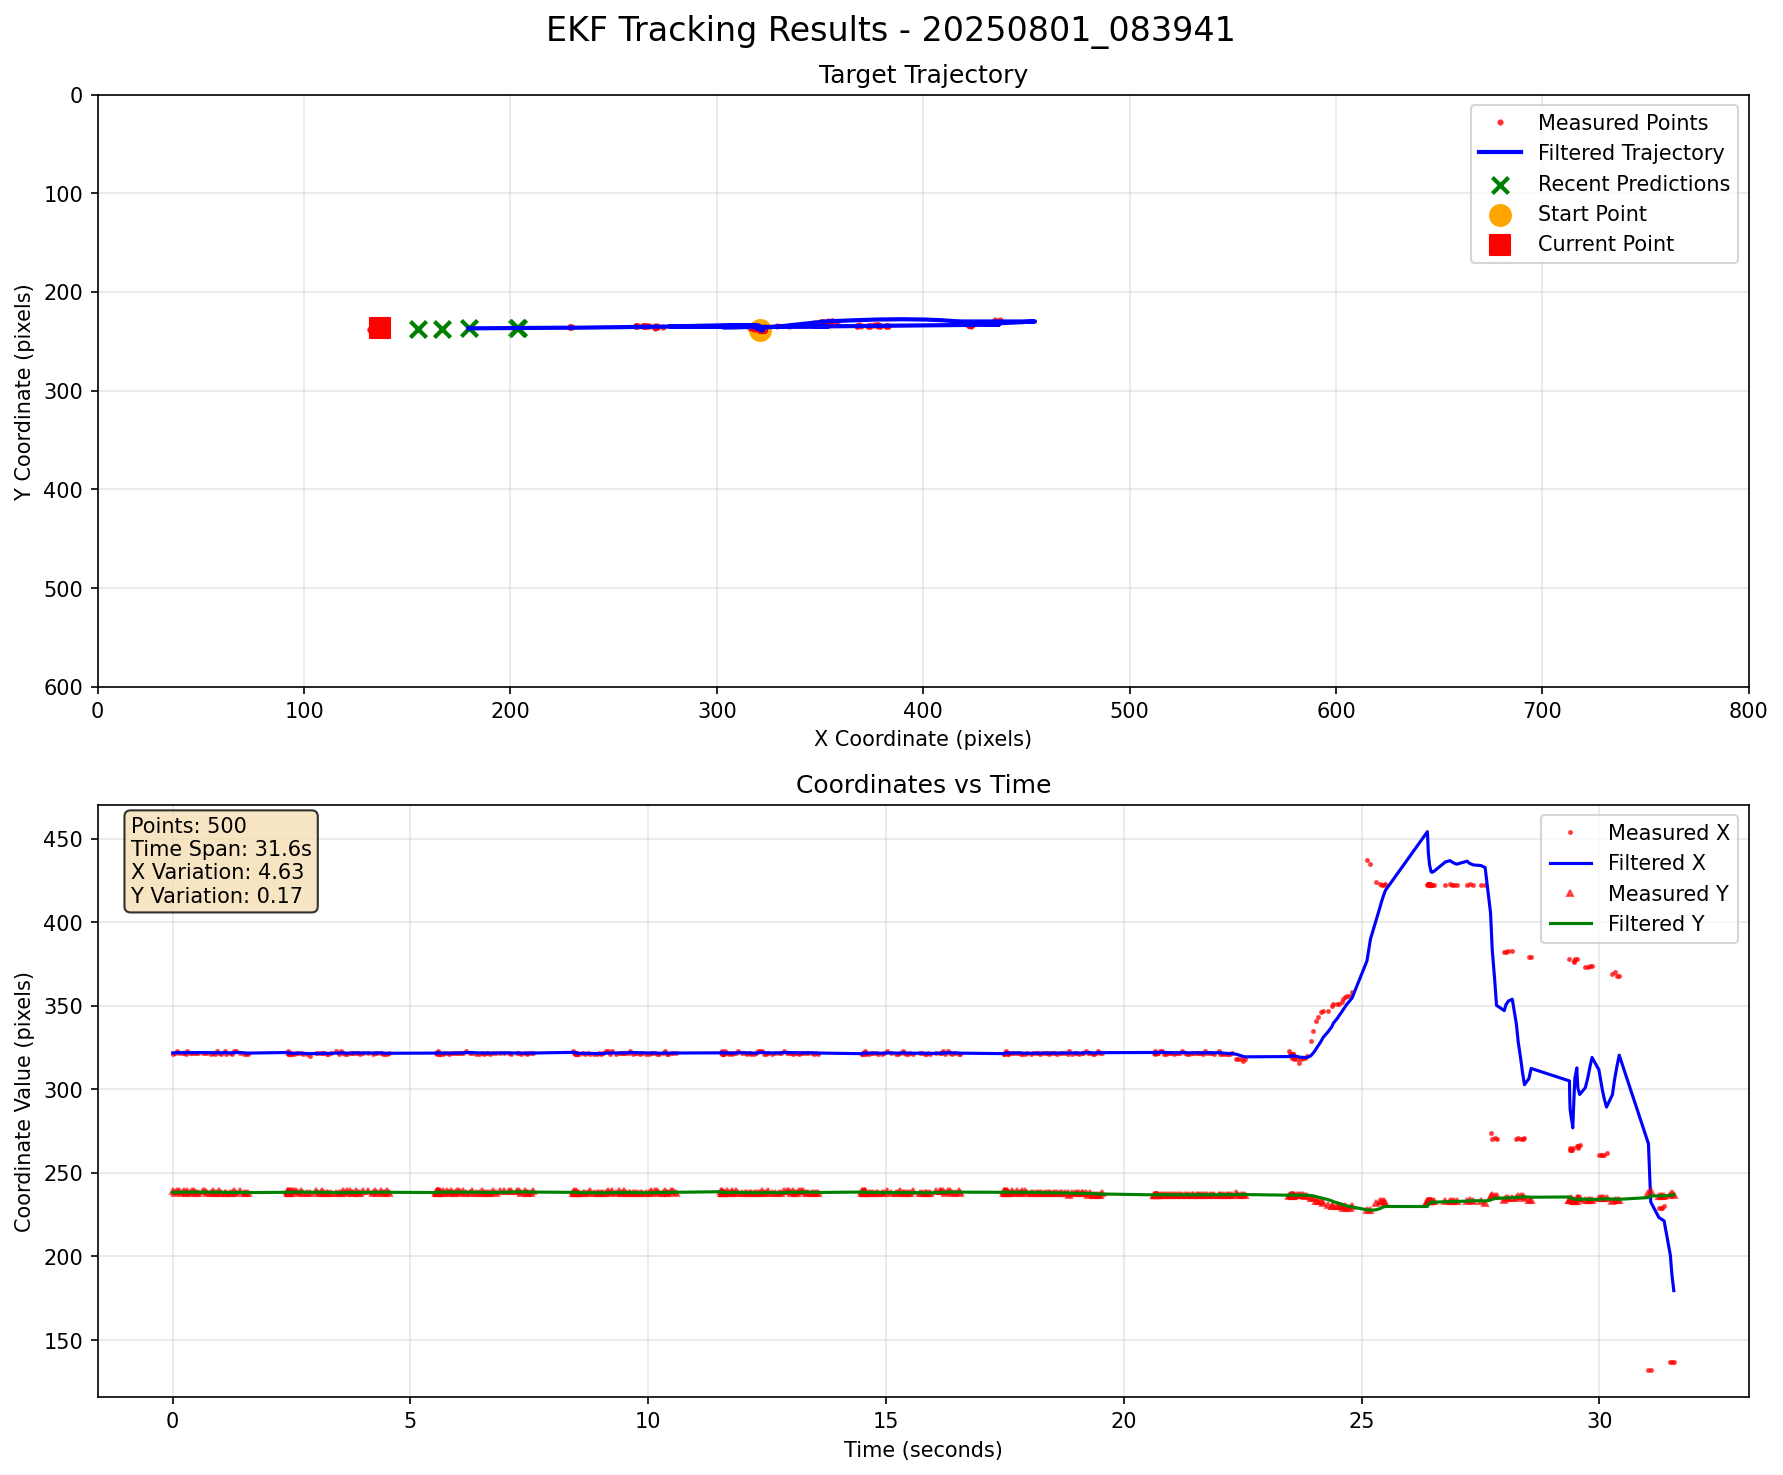 EKF Tracking Results - 20250801_083941
Target Trajectory
0
100
200
300
400
500
600
Y Coordinate (pixels)
Measured Points
Filtered Trajectory
Recent Predictions
Start Point
Current Point
0 100 200 300 400 500 600 700 800
X Coordinate (pixels)
Coordinates vs Time
450
400
350
300
250
200
150
Coordinate Value (pixels)
Points: 500
Time Span: 31.6s
X Variation: 4.63
Y Variation: 0.17
Measured X
Filtered X
Measured Y
Filtered Y
0 5 10 15 20 25 30
Time (seconds)